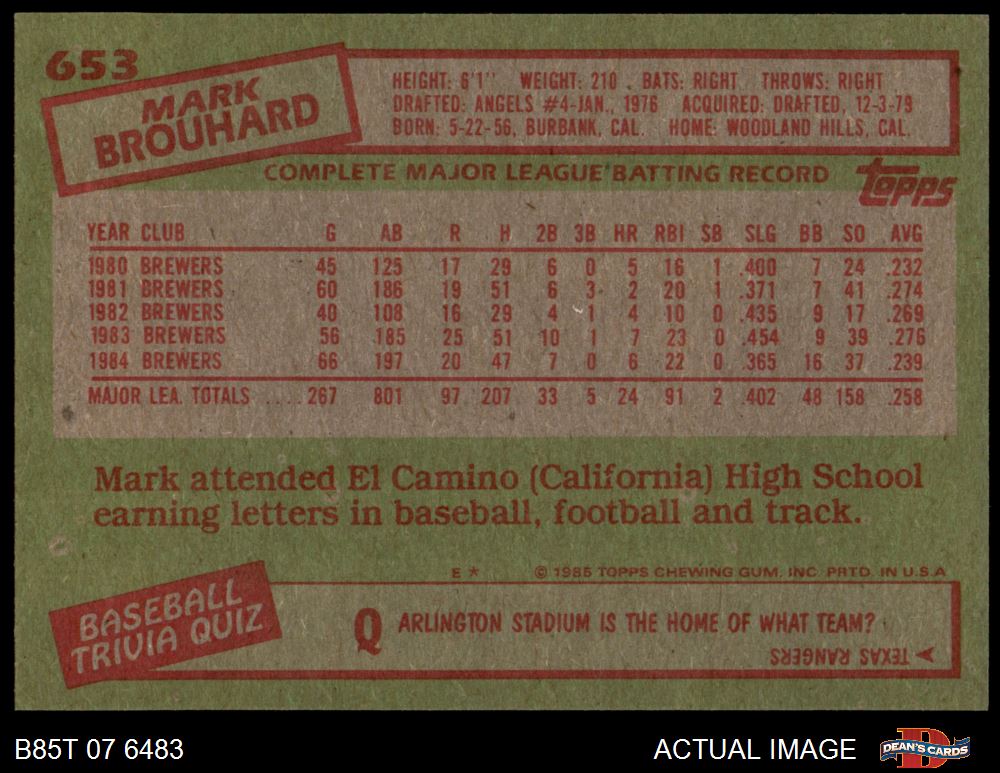 653
MARK
BROUHARD
HEIGHT: 6'1" WEIGHT: 210 BATS: RIGHT THROWS: RIGHT
DRAFTED: ANGELS #4-JAN., 1976 ACQUIRED: DRAFTED, 12-3-79
BORN: 5-22-56, BURBANK, CAL. HOME: WOODLAND HILLS, CAL.
COMPLETE MAJOR LEAGUE BATTING RECORD
topps
YEAR CLUB G AB R H 2B 3B HR RBI SB SLG BB SO AVG
1980 BREWERS 45 125 17 29 6 0 5 16 1 .400 7 24 .232
1981 BREWERS 60 186 19 51 6 3 2 20 1 .371 7 41 .274
1982 BREWERS 40 108 16 29 4 1 4 10 0 .435 9 17 .269
1983 BREWERS 56 185 25 51 10 1 7 23 0 .454 9 39 .276
1984 BREWERS 66 197 20 47 7 0 6 22 0 .365 16 37 .239
MAJOR LEA. TOTALS .... 267 801 97 207 33 5 24 91 2 .402 48 158 .258
Mark attended El Camino (California) High School
earning letters in baseball, football and track.
E * © 1985 TOPPS CHEWING GUM, INC. PRTD. IN U.S.A.
BASEBALL
TRIVIA QUIZ
Q ARLINGTON STADIUM IS THE HOME OF WHAT TEAM?
TEXAS RANGERS
B85T 07 6483
ACTUAL IMAGE
DEAN'S CARDS